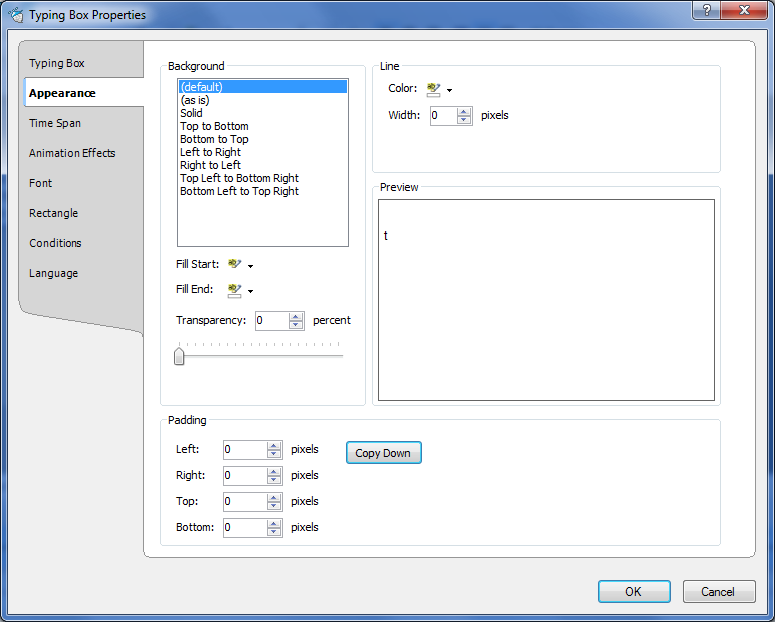 Typing Box Properties
?
Typing Box
Appearance
Time Span
Animation Effects
Font
Rectangle
Conditions
Language
Background
(default)
(as is)
Solid
Top to Bottom
Bottom to Top
Left to Right
Right to Left
Top Left to Bottom Right
Bottom Left to Top Right
Fill Start:
Fill End:
Transparency: 0 percent
Line
Color:
Width: 0 pixels
Preview
t
Padding
Left: 0 pixels Copy Down
Right: 0 pixels
Top: 0 pixels
Bottom: 0 pixels
OK Cancel